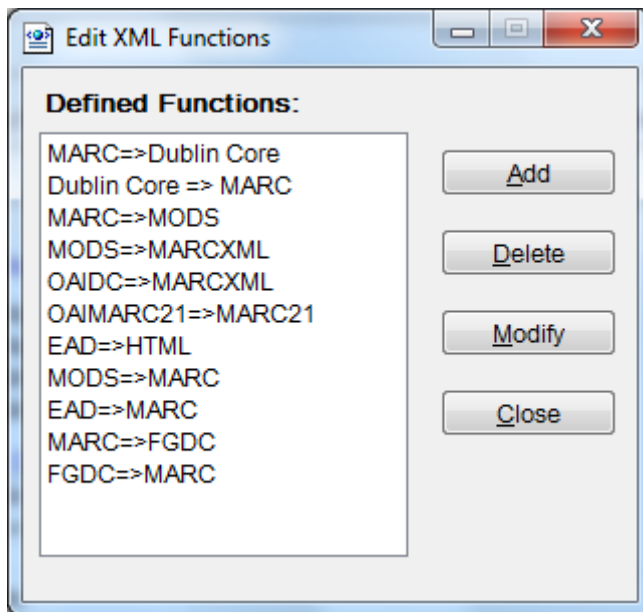 Edit XML Functions
Defined Functions:
MARC=>Dublin Core
Dublin Core => MARC
MARC=>MODS
MODS=>MARCXML
OAIDC=>MARCXML
OAIMARC21=>MARC21
EAD=>HTML
MODS=>MARC
EAD=>MARC
MARC=>FGDC
FGDC=>MARC
Add
Delete
Modify
Close